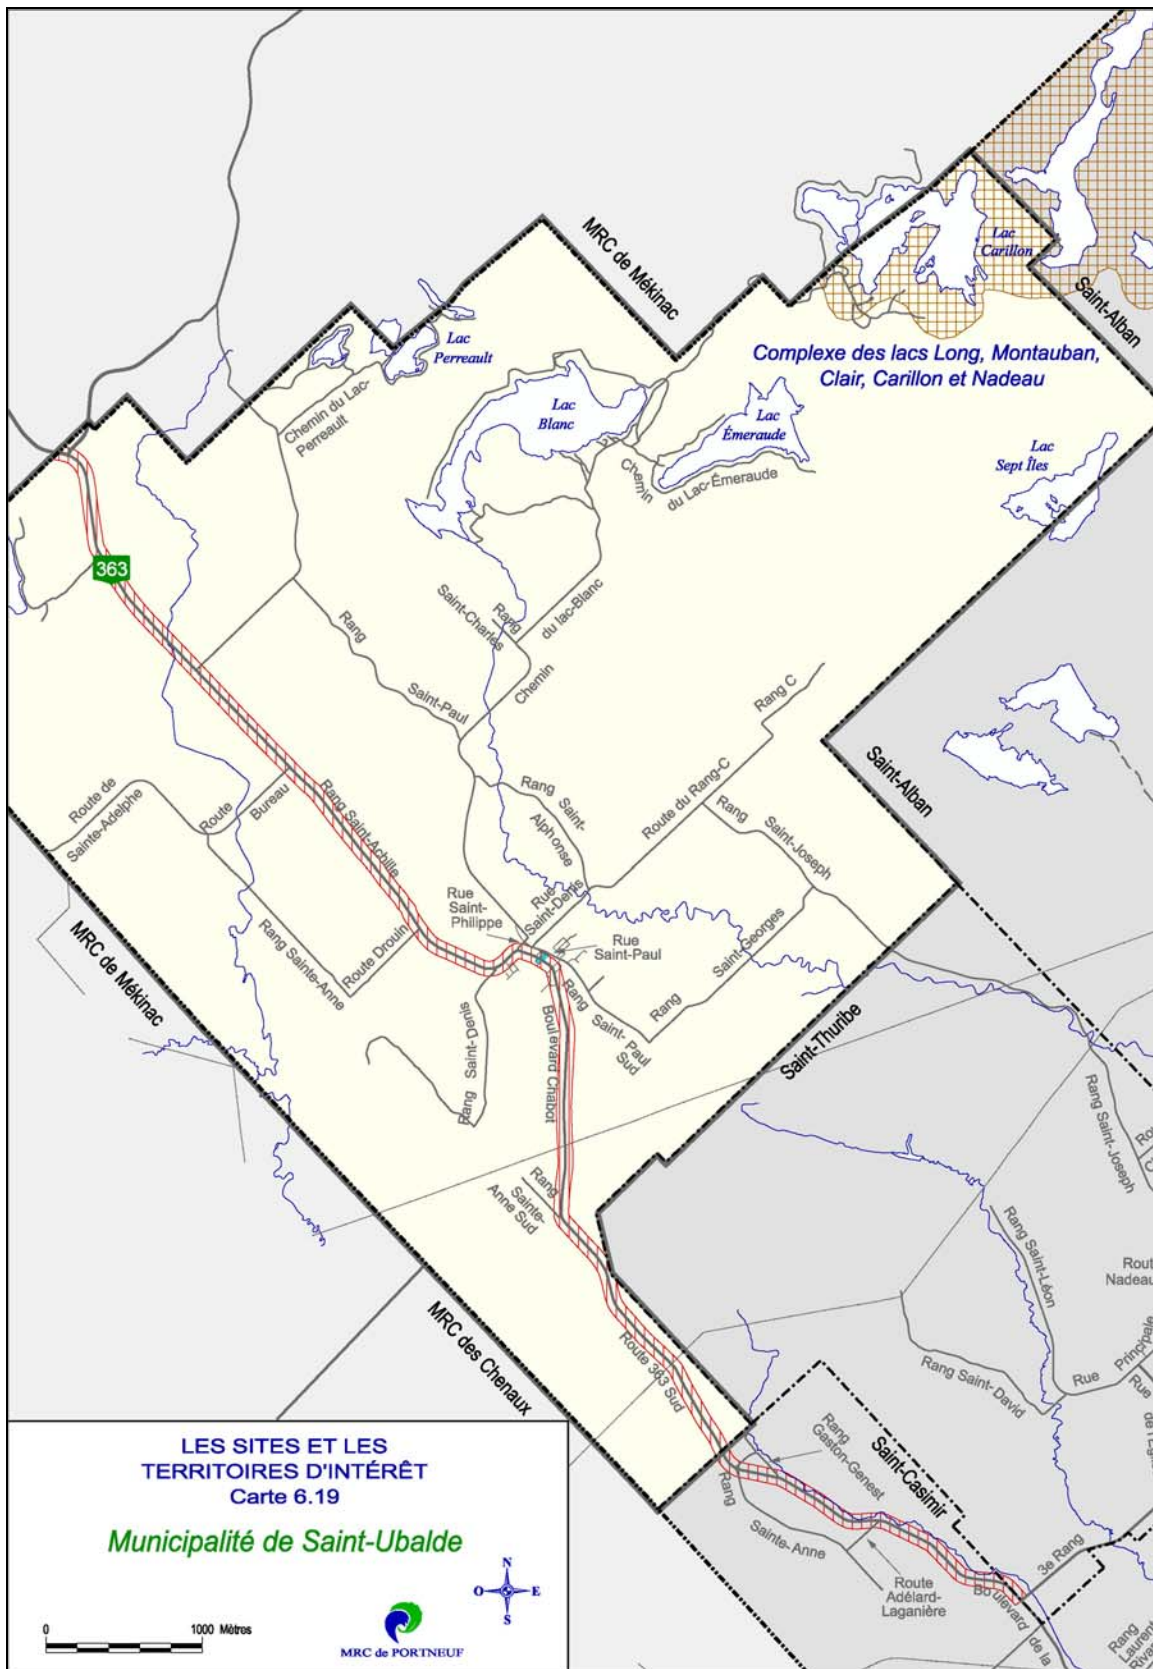 MRC de Mékinac
Lac
Carillon
Saint-Alban
Complexe des lacs Long, Montauban,
Clair, Carillon et Nadeau
Lac
Perreault
Chemin du Lac-
Perreault
Lac
Blanc
Lac
Émeraude
Chemin
du Lac-Émeraude
Lac
Sept Îles
363
Rang
Saint-Charles
du lac-Blanc
Chemin
Rang
Saint-Paul
Rang C
Route du Rang-C
Saint-Alban
Rang Saint-
Alphonse
Rang
Saint-Joseph
Route de
Sainte-Adelphe
Route
Bureau
Rang Saint-Achille
Rue
Saint-
Philippe
Rue
Saint-Denis
Rue
Saint-Paul
Saint-Georges
Rang
Rang Sainte-Anne
Route Drouin
MRC de Mékinac
Rang
Saint-Paul
Sud
Saint-Thuribe
Rang Saint-Denis
Boulevard Chabot
Rang Saint-Joseph
Rang
Sainte-
Anne Sud
Rang Saint-Léon
Nadeau
Principale
Rue
Rue
Rang Saint-David
MRC des Chenaux
Route 363 Sud
Rang
Gaston-Genest
Saint-Casimir
Rang
Sainte-Anne
3e Rang
Route
Adélard-
Laganière
Boulevard de la
Rang
LES SITES ET LES
TERRITOIRES D'INTÉRÊT
Carte 6.19
Municipalité de Saint-Ubalde
N
O E
S
0 1000 Mètres
MRC de PORTNEUF